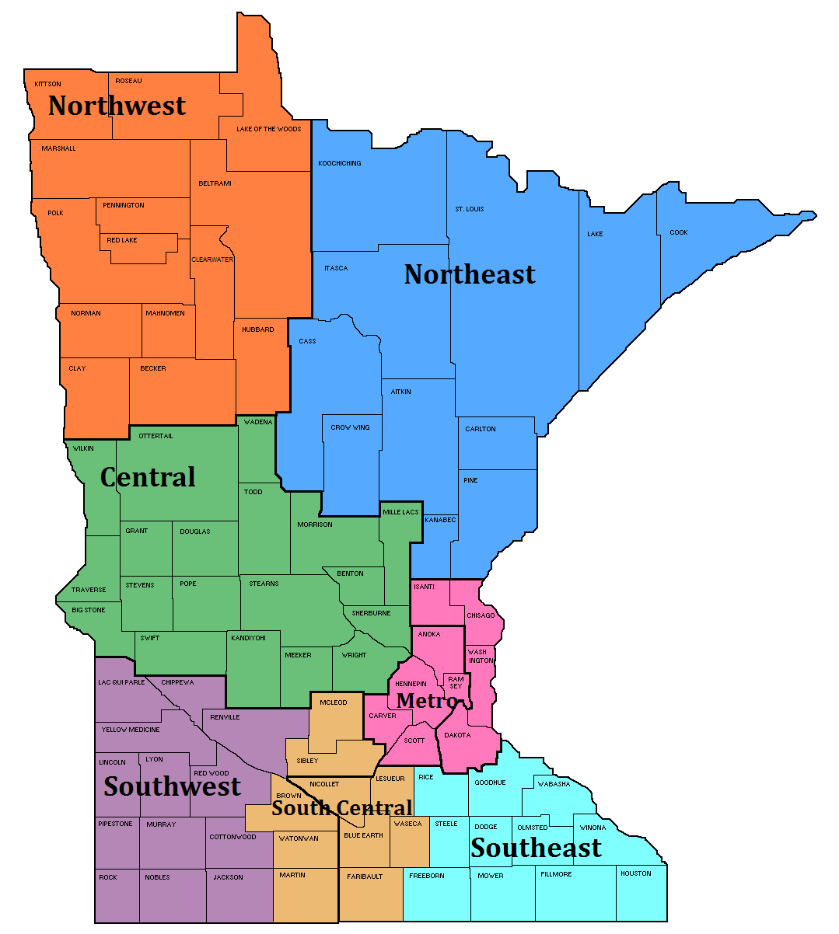 KITTSON
ROSEAU
Northwest
LAKE OF THE WOODS
MARSHALL
KOOCHICHING
BELTRAMI
PENNINGTON
POLK
ST. LOUIS
RED LAKE
LAKE
COOK
CLEARWATER
ITASCA
Northeast
NORMAN
MAHNOMEN
HUBBARD
CASS
CLAY
BECKER
AITKIN
WADENA
CROW WING
CARLTON
OTTERTAIL
WILKIN
Central
PINE
TODD
MILLE LACS
KANABEC
MORRISON
GRANT
DOUGLAS
BENTON
TRAVERSE
STEVENS
POPE
STEARNS
ISANTI
BIG STONE
SHERBURNE
CHISAGO
SWIFT
KANDIYOHI
ANOKA
MEEKER
WRIGHT
WASH
INGTON
LAC QUI PARLE
CHIPPEWA
HENNEPIN
RAM
SEY
MCLEOD
Metro
RENVILLE
CARVER
YELLOW MEDICINE
SCOTT
DAKOTA
LINCOLN
LYON
SIBLEY
RED WOOD
Southwest
NICOLLET
LESUEUR
RICE
GOODHUE
WABASHA
BROWN
South Central
PIPESTONE
MURRAY
WASECA
STEELE
DODGE
OLMSTED
WINONA
COTTONWOOD
WATONWAN
BLUE EARTH
Southeast
ROCK
NOBLES
JACKSON
MARTIN
FARIBAULT
FREEBORN
MOWER
FILLMORE
HOUSTON